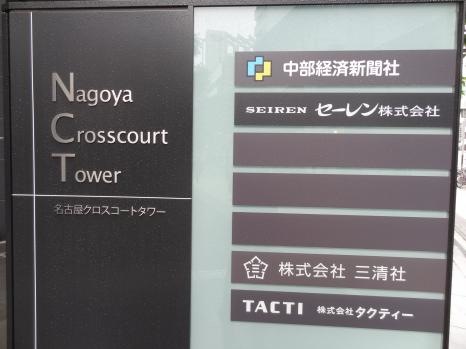 Nagoya
Crosscourt
Tower
名古屋クロスコートタワー
中部経済新聞社
SEIREN セーレン株式会社
株式会社 三清社
TACTI 株式会社 タクティー